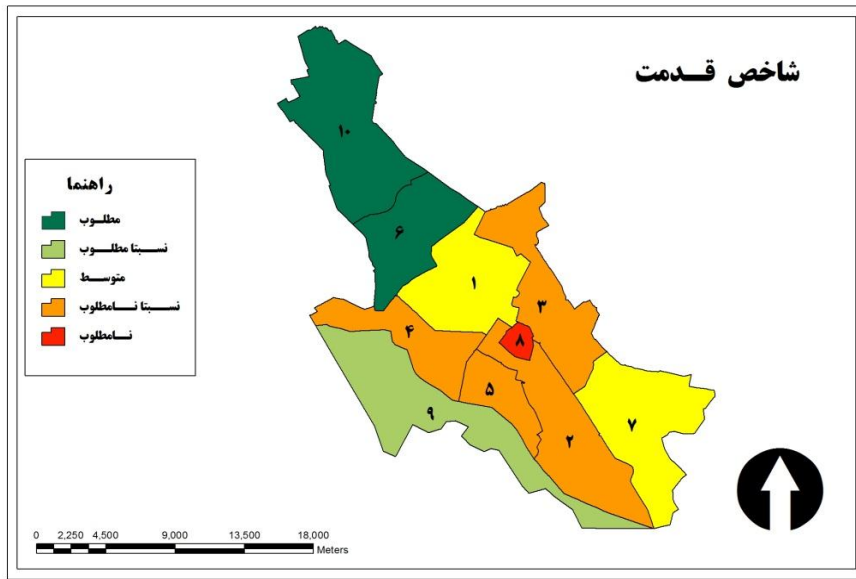 شاخص قدمت
راهنما
مطلوب
نسبتا مطلوب
متوسط
نسبتا نامطلوب
نامطلوب
۱۰
۶
۱
۳
۴
۸
۵
۹
۲
۷
0 2,250 4,500 9,000 13,500 18,000
Meters